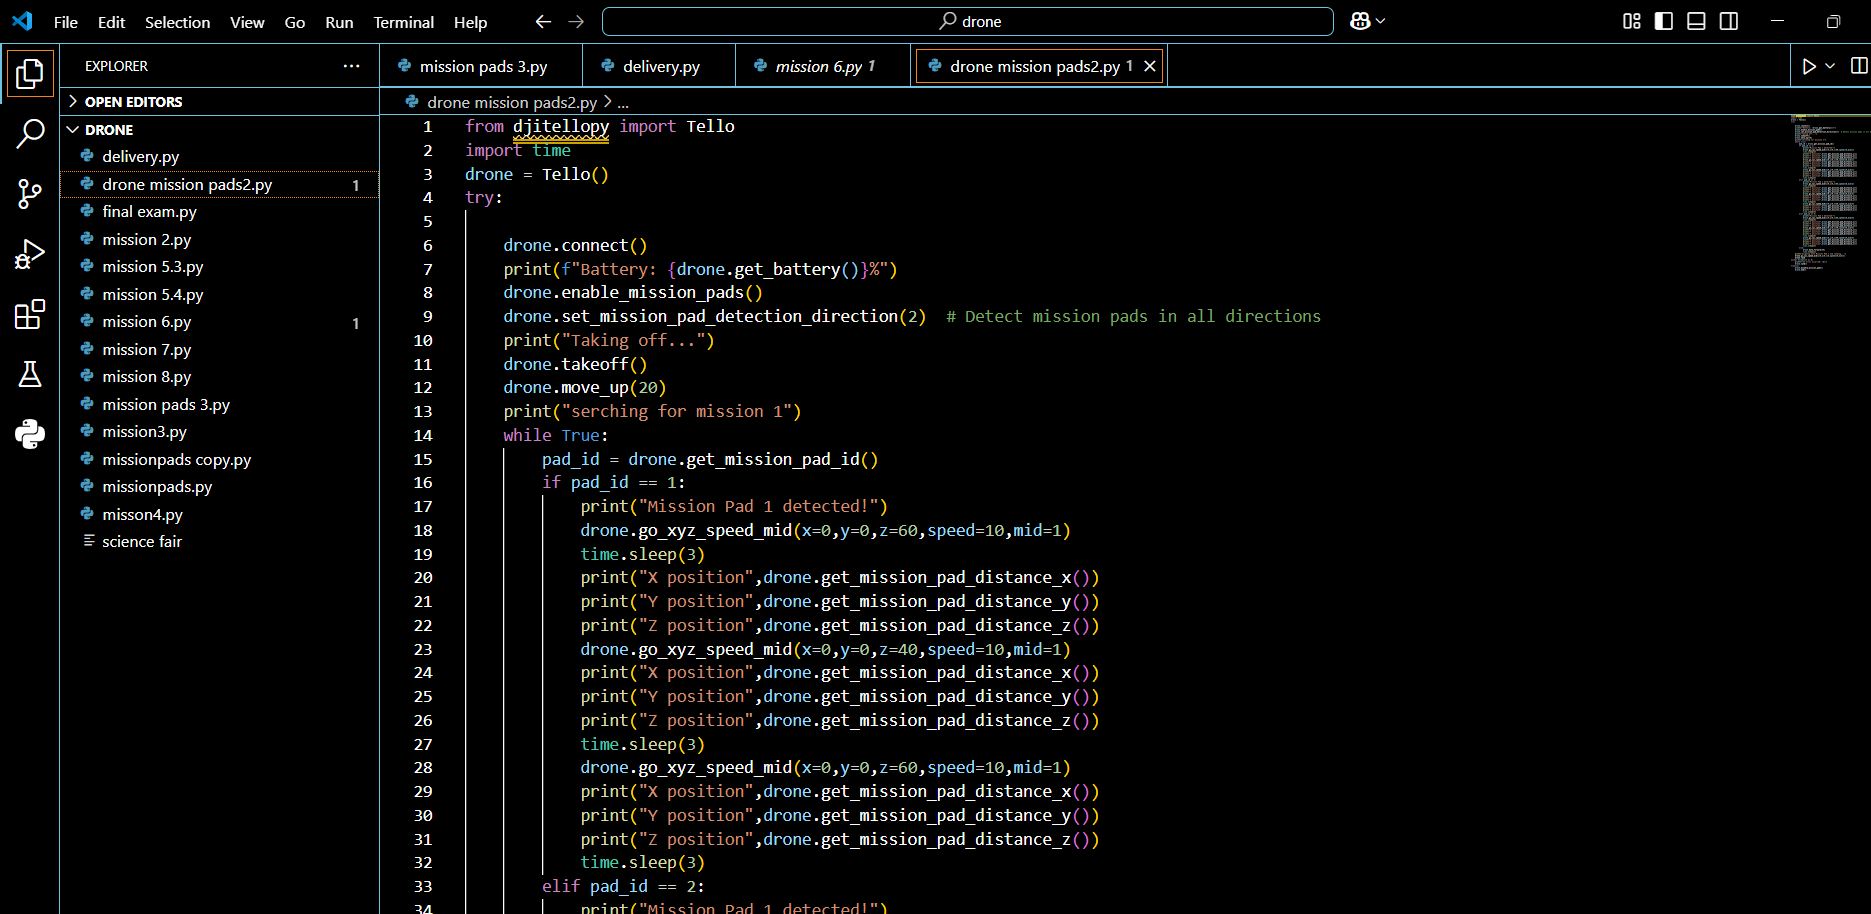 File Edit Selection View Go Run Terminal Help drone
EXPLORER
OPEN EDITORS
DRONE
delivery.py
drone mission pads2.py 1
final exam.py
mission 2.py
mission 5.3.py
mission 5.4.py
mission 6.py 1
mission 7.py
mission 8.py
mission pads 3.py
mission3.py
missionpads copy.py
missionpads.py
misson4.py
science fair
mission pads 3.py delivery.py mission 6.py 1 drone mission pads2.py 1
drone mission pads2.py > ...
1 from djitellopy import Tello
2 import time
3 drone = Tello()
4 try:
5
6 drone.connect()
7 print(f"Battery: {drone.get_battery()}%")
8 drone.enable_mission_pads()
9 drone.set_mission_pad_detection_direction(2)  # Detect mission pads in all directions
10 print("Taking off...")
11 drone.takeoff()
12 drone.move_up(20)
13 print("serching for mission 1")
14 while True:
15 pad_id = drone.get_mission_pad_id()
16 if pad_id == 1:
17 print("Mission Pad 1 detected!")
18 drone.go_xyz_speed_mid(x=0,y=0,z=60,speed=10,mid=1)
19 time.sleep(3)
20 print("X position",drone.get_mission_pad_distance_x())
21 print("Y position",drone.get_mission_pad_distance_y())
22 print("Z position",drone.get_mission_pad_distance_z())
23 drone.go_xyz_speed_mid(x=0,y=0,z=40,speed=10,mid=1)
24 print("X position",drone.get_mission_pad_distance_x())
25 print("Y position",drone.get_mission_pad_distance_y())
26 print("Z position",drone.get_mission_pad_distance_z())
27 time.sleep(3)
28 drone.go_xyz_speed_mid(x=0,y=0,z=60,speed=10,mid=1)
29 print("X position",drone.get_mission_pad_distance_x())
30 print("Y position",drone.get_mission_pad_distance_y())
31 print("Z position",drone.get_mission_pad_distance_z())
32 time.sleep(3)
33 elif pad_id == 2:
34 print("Mission Pad 1 detected!")